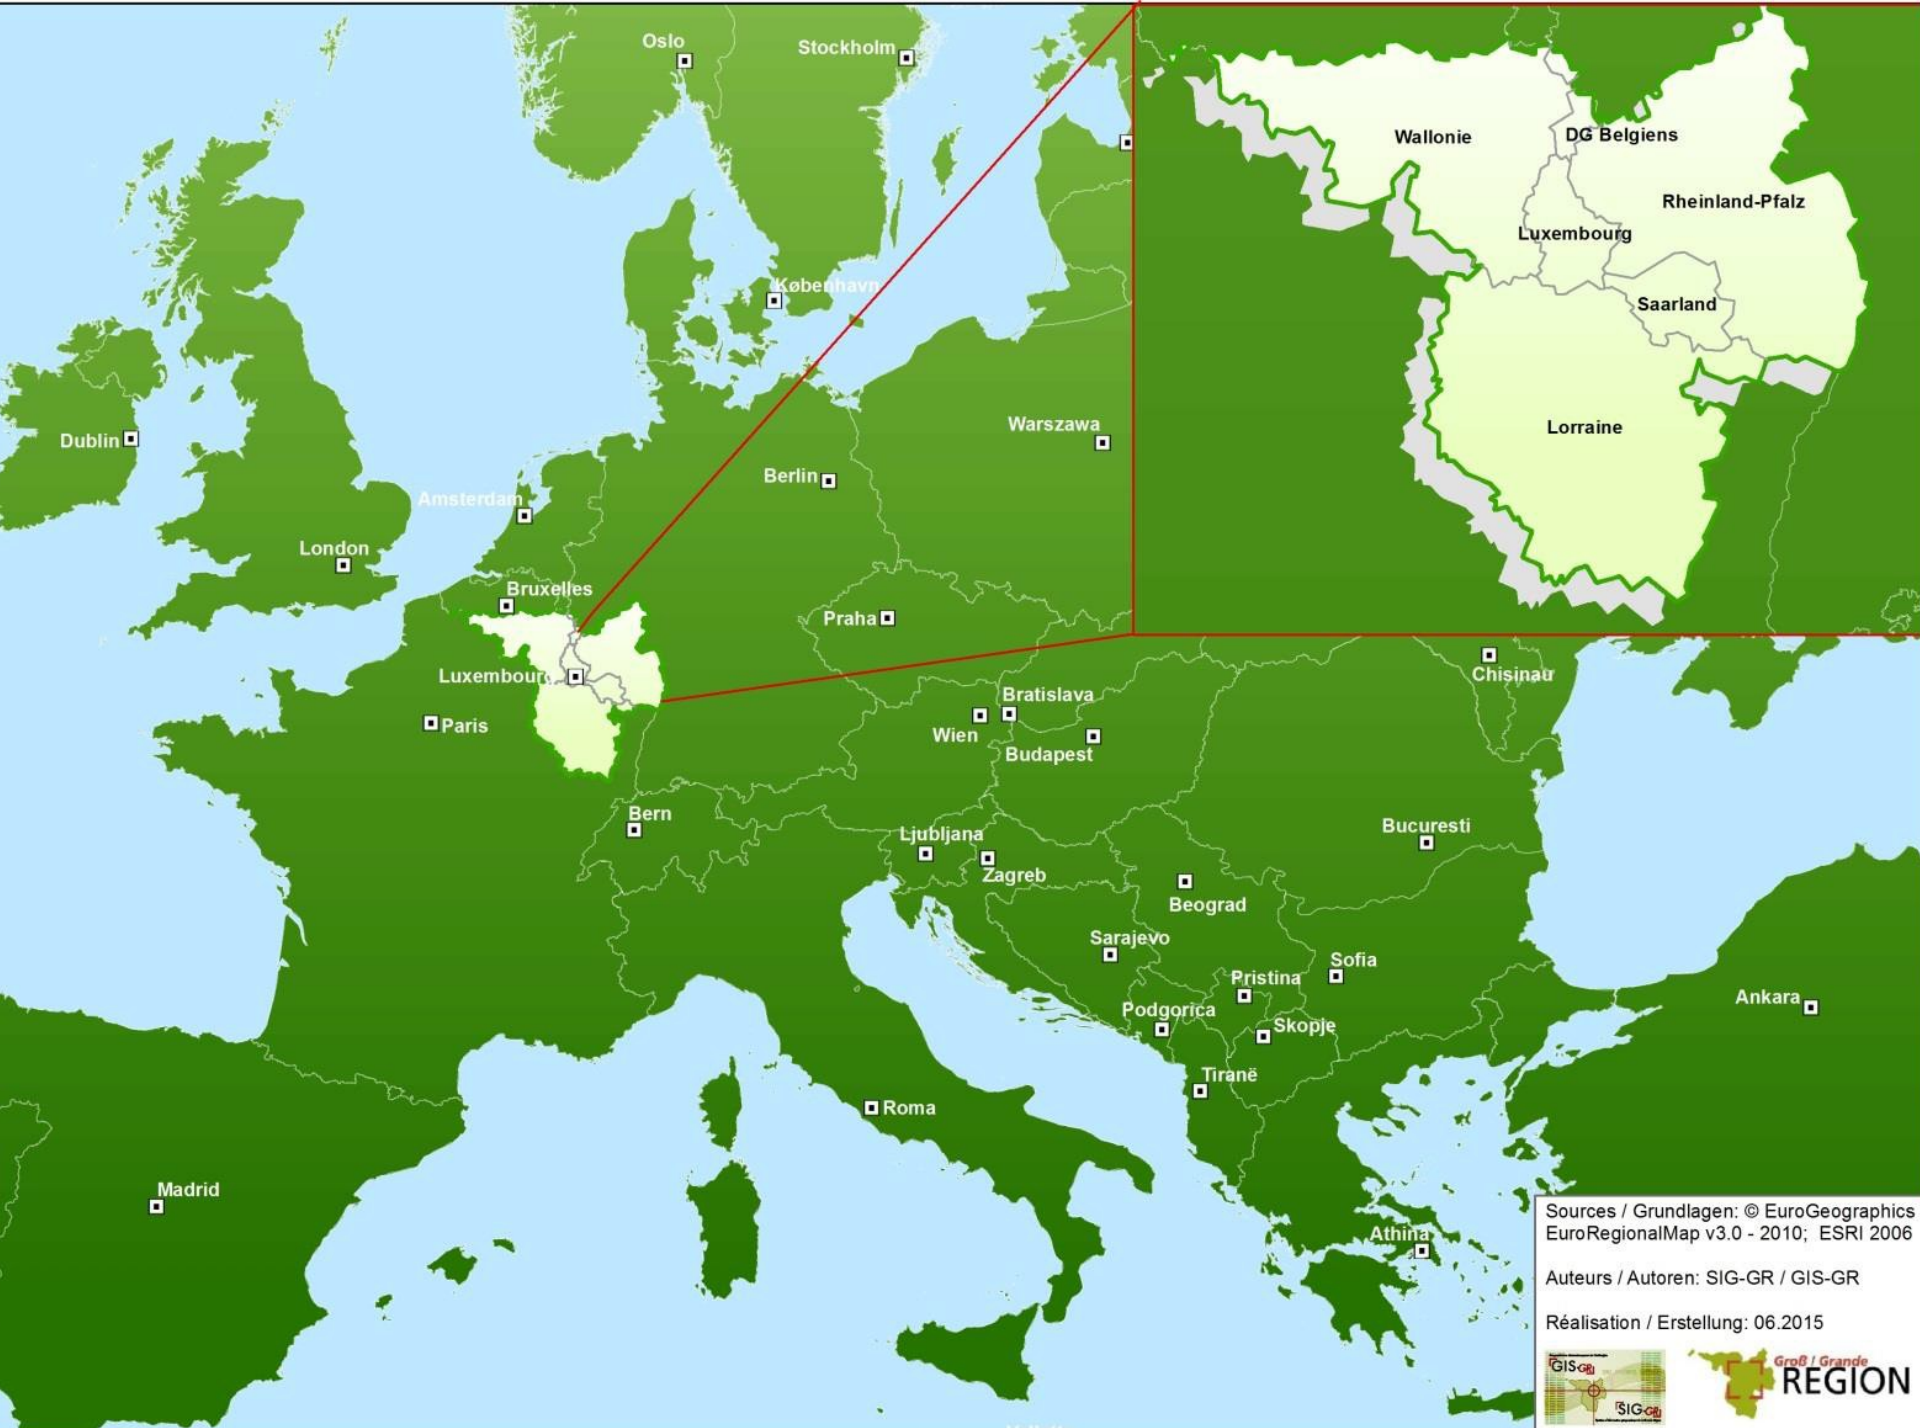 Oslo
Stockholm
København
Dublin
Amsterdam
London
Bruxelles
Berlin
Warszawa
Praha
Luxembourg
Paris
Bern
Wien
Bratislava
Budapest
Ljubljana
Zagreb
Beograd
Sarajevo
Pristina
Podgorica
Skopje
Sofia
Bucuresti
Chisinau
Tiranë
Roma
Madrid
Athina
Ankara
Wallonie
DG Belgiens
Rheinland-Pfalz
Luxembourg
Saarland
Lorraine
Sources / Grundlagen: © EuroGeographics
EuroRegionalMap v3.0 - 2010; ESRI 2006
Auteurs / Autoren: SIG-GR / GIS-GR
Réalisation / Erstellung: 06.2015
GIS-GR
SIG-GR
Groß / Grande
REGION